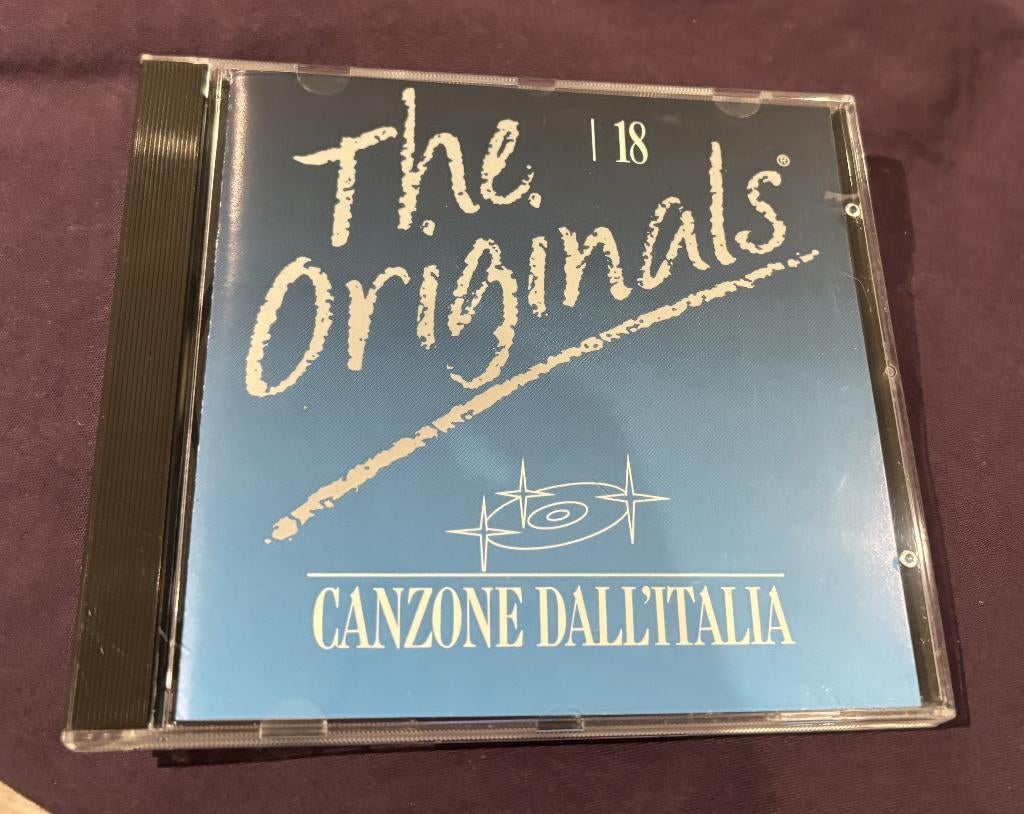 The
| 18
Originals®
CANZONE DALL'ITALIA